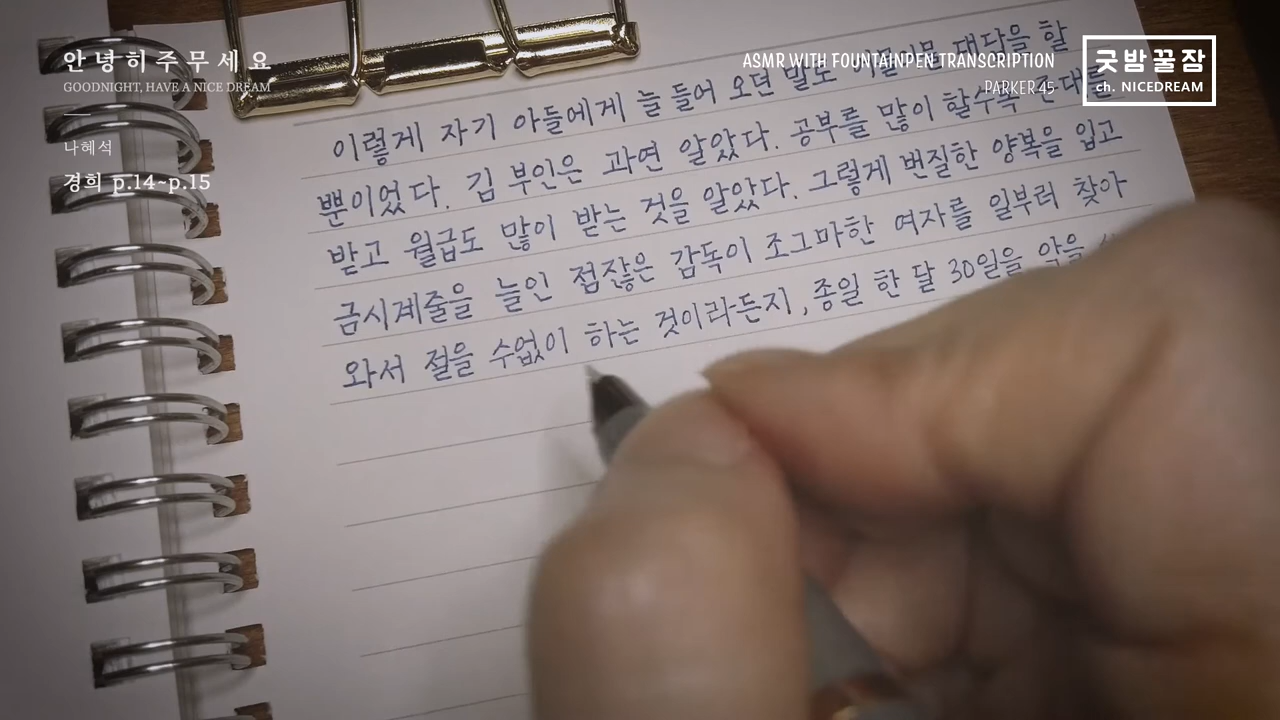 안녕히주무세요
GOODNIGHT, HAVE A NICE DREAM
나혜석
경희 p.14~p.15
ASMR WITH FOUNTAINPEN TRANSCRIPTION
PARKER 45
굿밤꿀잠
ch. NICEDREAM
이렇게 자기 아들에게 늘 들어 오던 말로 대답을 할
뿐이었다. 김 부인은 과연 알았다. 공부를 많이 할수록 존대를
받고 월급도 많이 받는 것을 알았다. 그렇게 번질한 양복을 입고
금시계줄을 늘인 점잖은 감독이 조그마한 여자를 일부러 찾아
와서 절을 수없이 하는 것이라든지, 종일 한 달 30일을 악을